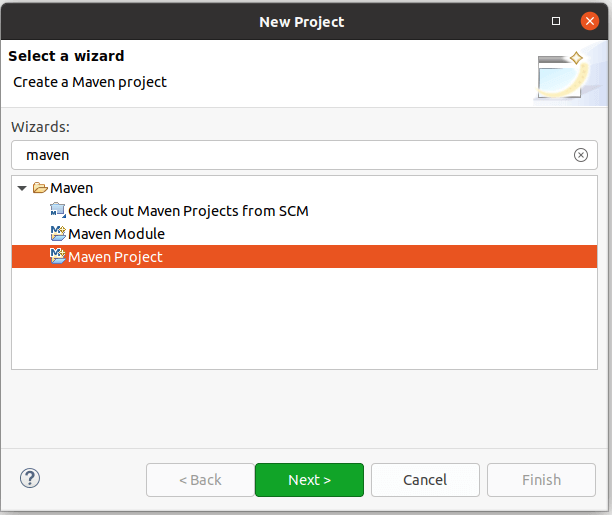 New Project
Select a wizard
Create a Maven project
Wizards:
maven
Maven
Check out Maven Projects from SCM
Maven Module
Maven Project
< Back
Next >
Cancel
Finish